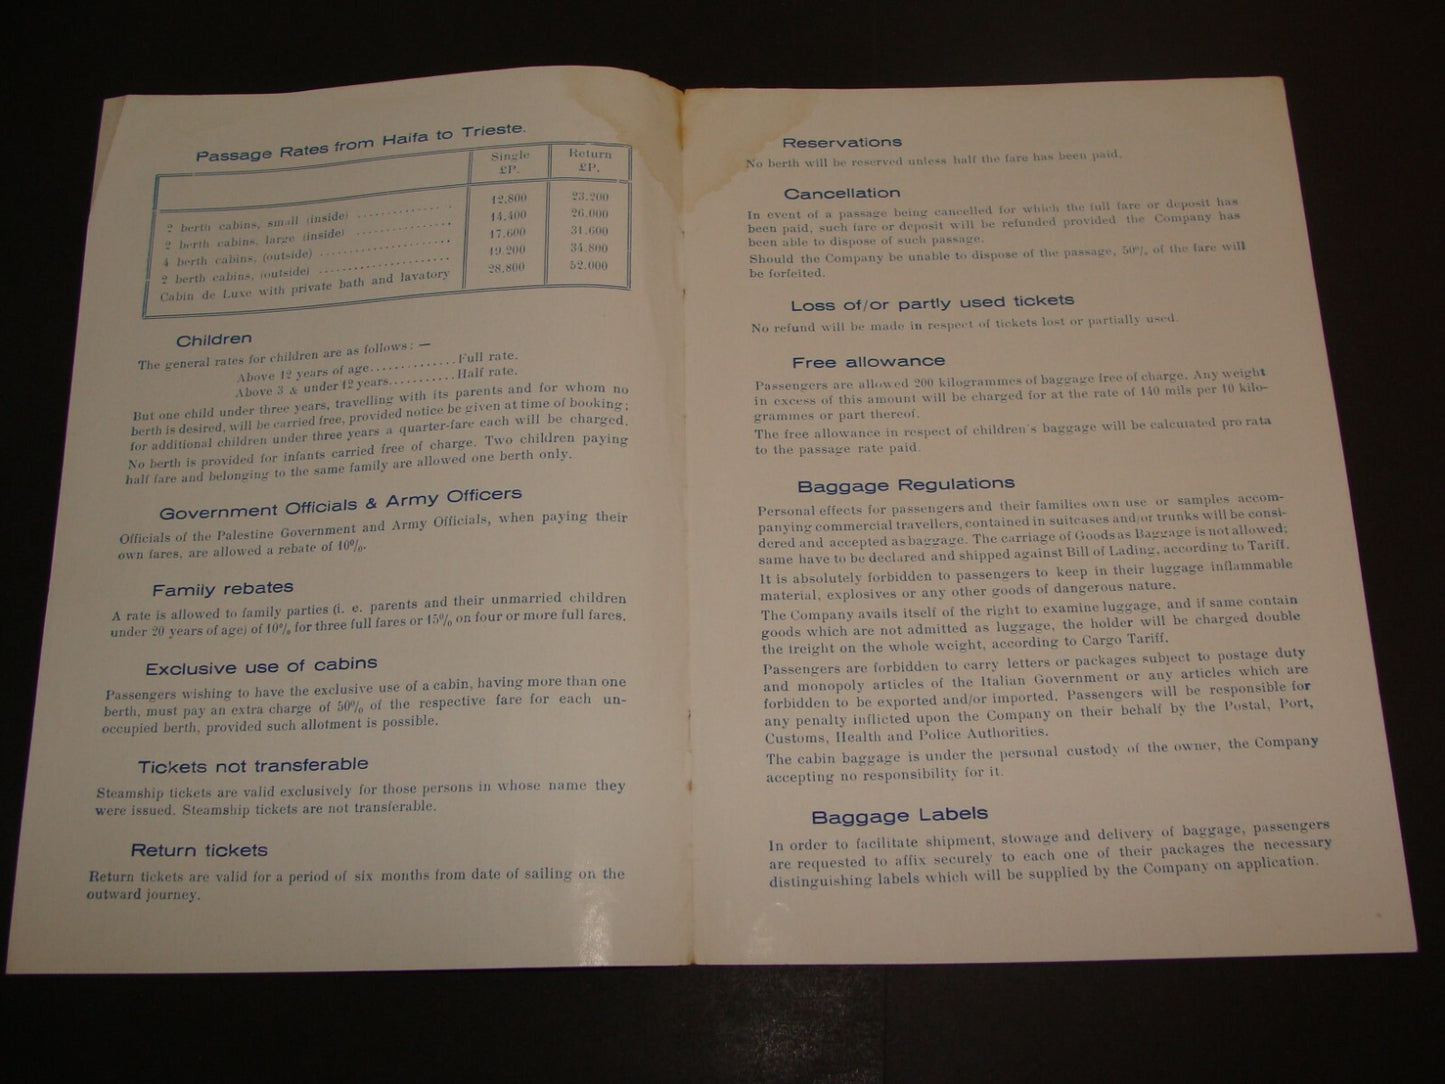 Passage Rates from Haifa to Trieste.
Single £P. Return £P.
2 berth cabins, small (inside) .............. 12.800 23.200
2 berth cabins, large (inside) .............. 14.400 26.000
4 berth cabins, (outside) .............. 17.600 31.600
2 berth cabins, (outside) .............. 19.200 34.800
Cabin de Luxe with private bath and lavatory 28.800 52.000
Children
The general rates for children are as follows: —
Above 12 years of age.............Full rate.
Above 3 & under 12 years..........Half rate.
But one child under three years, travelling with its parents and for whom no
berth is desired, will be carried free, provided notice be given at time of booking;
for additional children under three years a quarter-fare each will be charged.
No berth is provided for infants carried free of charge. Two children paying
half fare and belonging to the same family are allowed one berth only.
Government Officials & Army Officers
Officials of the Palestine Government and Army Officials, when paying their
own fares, are allowed a rebate of 10%.
Family rebates
A rate is allowed to family parties (i. e. parents and their unmarried children
under 20 years of age) of 10% for three full fares or 15% on four or more full fares.
Exclusive use of cabins
Passengers wishing to have the exclusive use of a cabin, having more than one
berth, must pay an extra charge of 50% of the respective fare for each un-
occupied berth, provided such allotment is possible.
Tickets not transferable
Steamship tickets are valid exclusively for those persons in whose name they
were issued. Steamship tickets are not transferable.
Return tickets
Return tickets are valid for a period of six months from date of sailing on the
outward journey.
Reservations
No berth will be reserved unless half the fare has been paid.
Cancellation
In event of a passage being cancelled for which the full fare or deposit has
been paid, such fare or deposit will be refunded provided the Company has
been able to dispose of such passage.
Should the Company be unable to dispose of the passage, 50% of the fare will
be forfeited.
Loss of/or partly used tickets
No refund will be made in respect of tickets lost or partially used.
Free allowance
Passengers are allowed 200 kilogrammes of baggage free of charge. Any weight
in excess of this amount will be charged for at the rate of 140 mils per 10 kilo-
grammes or part thereof.
The free allowance in respect of children's baggage will be calculated pro rata
to the passage rate paid.
Baggage Regulations
Personal effects for passengers and their families own use or samples accom-
panying commercial travellers, contained in suitcases and/or trunks will be consi-
dered and accepted as baggage. The carriage of Goods as Baggage is not allowed;
same have to be declared and shipped against Bill of Lading, according to Tariff.
It is absolutely forbidden to passengers to keep in their luggage inflammable
material, explosives or any other goods of dangerous nature.
The Company avails itself of the right to examine luggage, and if same contain
goods which are not admitted as luggage, the holder will be charged double
the freight on the whole weight, according to Cargo Tariff.
Passengers are forbidden to carry letters or packages subject to postage duty
and monopoly articles of the Italian Government or any articles which are
forbidden to be exported and/or imported. Passengers will be responsible for
any penalty inflicted upon the Company on their behalf by the Postal, Port,
Customs, Health and Police Authorities.
The cabin baggage is under the personal custody of the owner, the Company
accepting no responsibility for it.
Baggage Labels
In order to facilitate shipment, stowage and delivery of baggage, passengers
are requested to affix securely to each one of their packages the necessary
distinguishing labels which will be supplied by the Company on application.